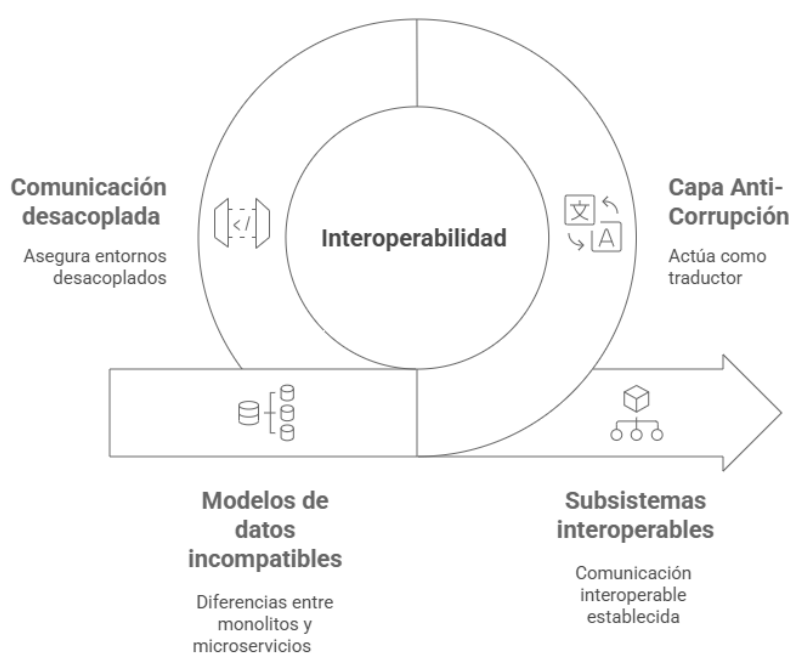 Comunicación
desacoplada
Asegura entornos
desacoplados
</>
Interoperabilidad
文
A
Capa Anti-
Corrupción
Actúa como
traductor
Modelos de
datos
incompatibles
Diferencias entre
monolitos y
microservicios
Subsistemas
interoperables
Comunicación
interoperable
establecida